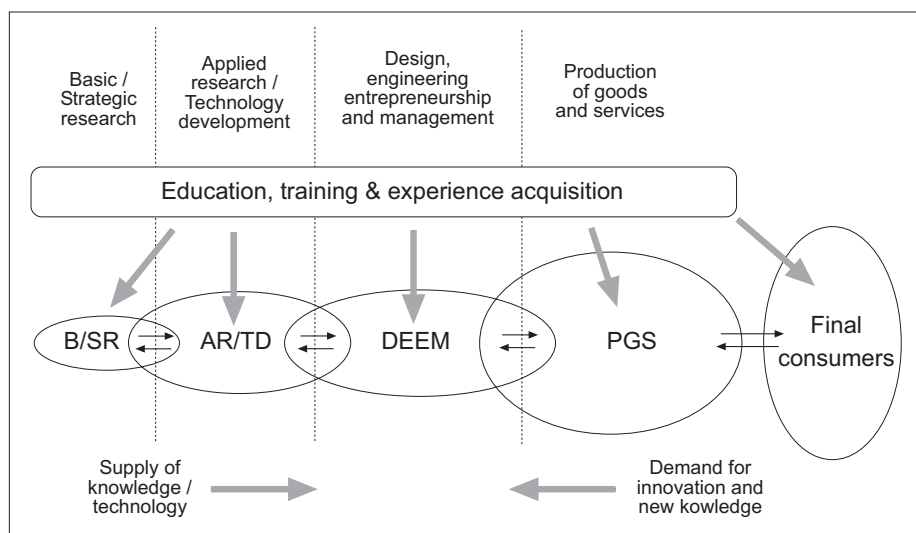 Basic /
Strategic
research
Applied
research /
Technology
development
Design,
engineering
entrepreneurship
and management
Production
of goods
and services
Education, training & experience acquisition
B/SR
AR/TD
DEEM
PGS
Final
consumers
Supply of
knowledge /
technology
Demand for
innovation and
new kowledge